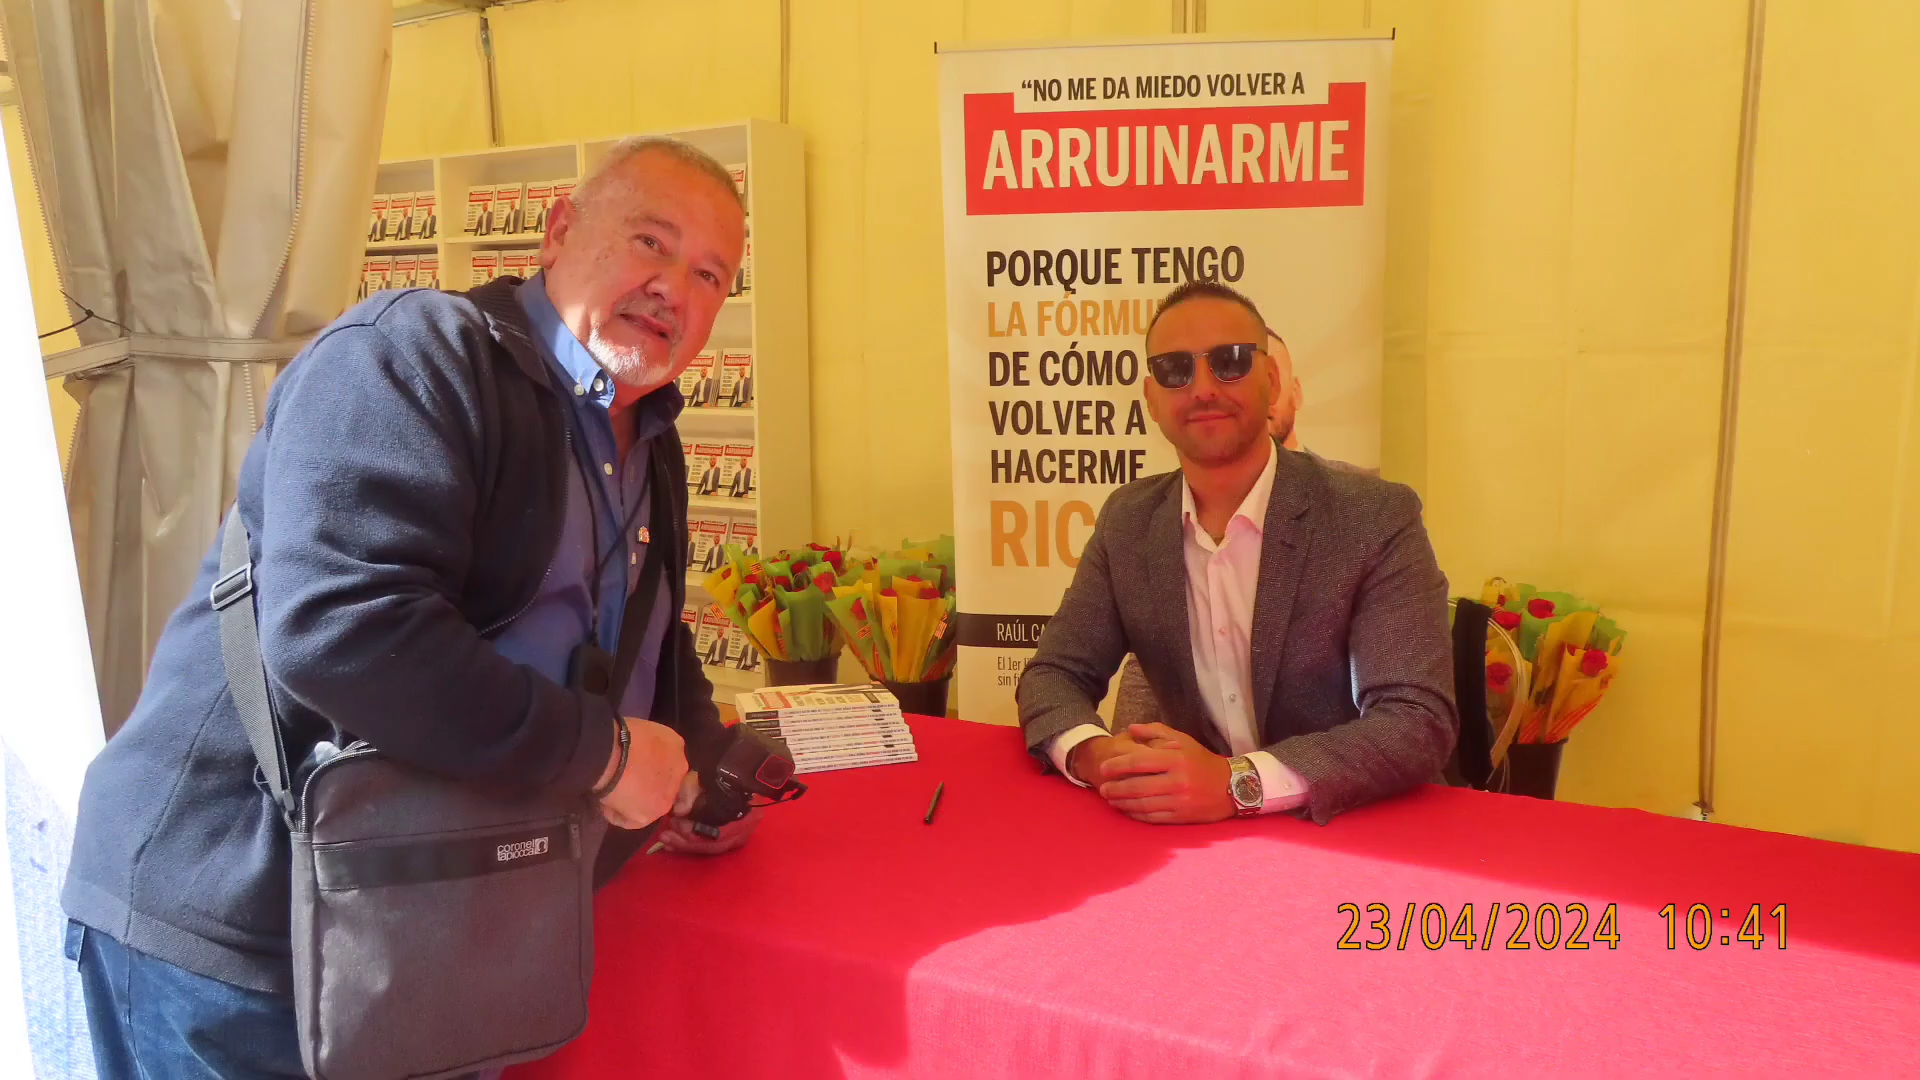 “NO ME DA MIEDO VOLVER A
ARRUINARME
PORQUE TENGO
LA FÓRMU
DE CÓMO
VOLVER A
HACERME
RIC
RAÚL CA
El 1er
sin f
coronel
tapiocca
23/04/2024 10:41